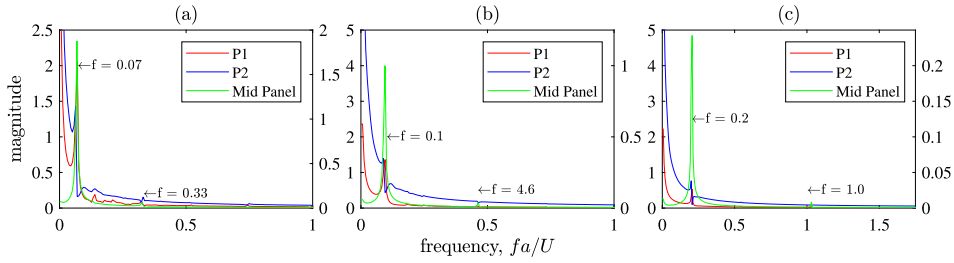 (a)
(b)
(c)
2.5
2
1.5
1
0.5
0
magnitude
P1
P2
Mid Panel
←f = 0.07
←f = 0.33
2
1.5
1
0.5
0
0
0.5
1
5
4
3
2
1
0
P1
P2
Mid Panel
←f = 0.1
←f = 4.6
1
0.5
0
0
0.5
1
5
4
3
2
1
0
P1
P2
Mid Panel
←f = 0.2
←f = 1.0
0.2
0.15
0.1
0.05
0
0
0.5
1
1.5
frequency, fa/U